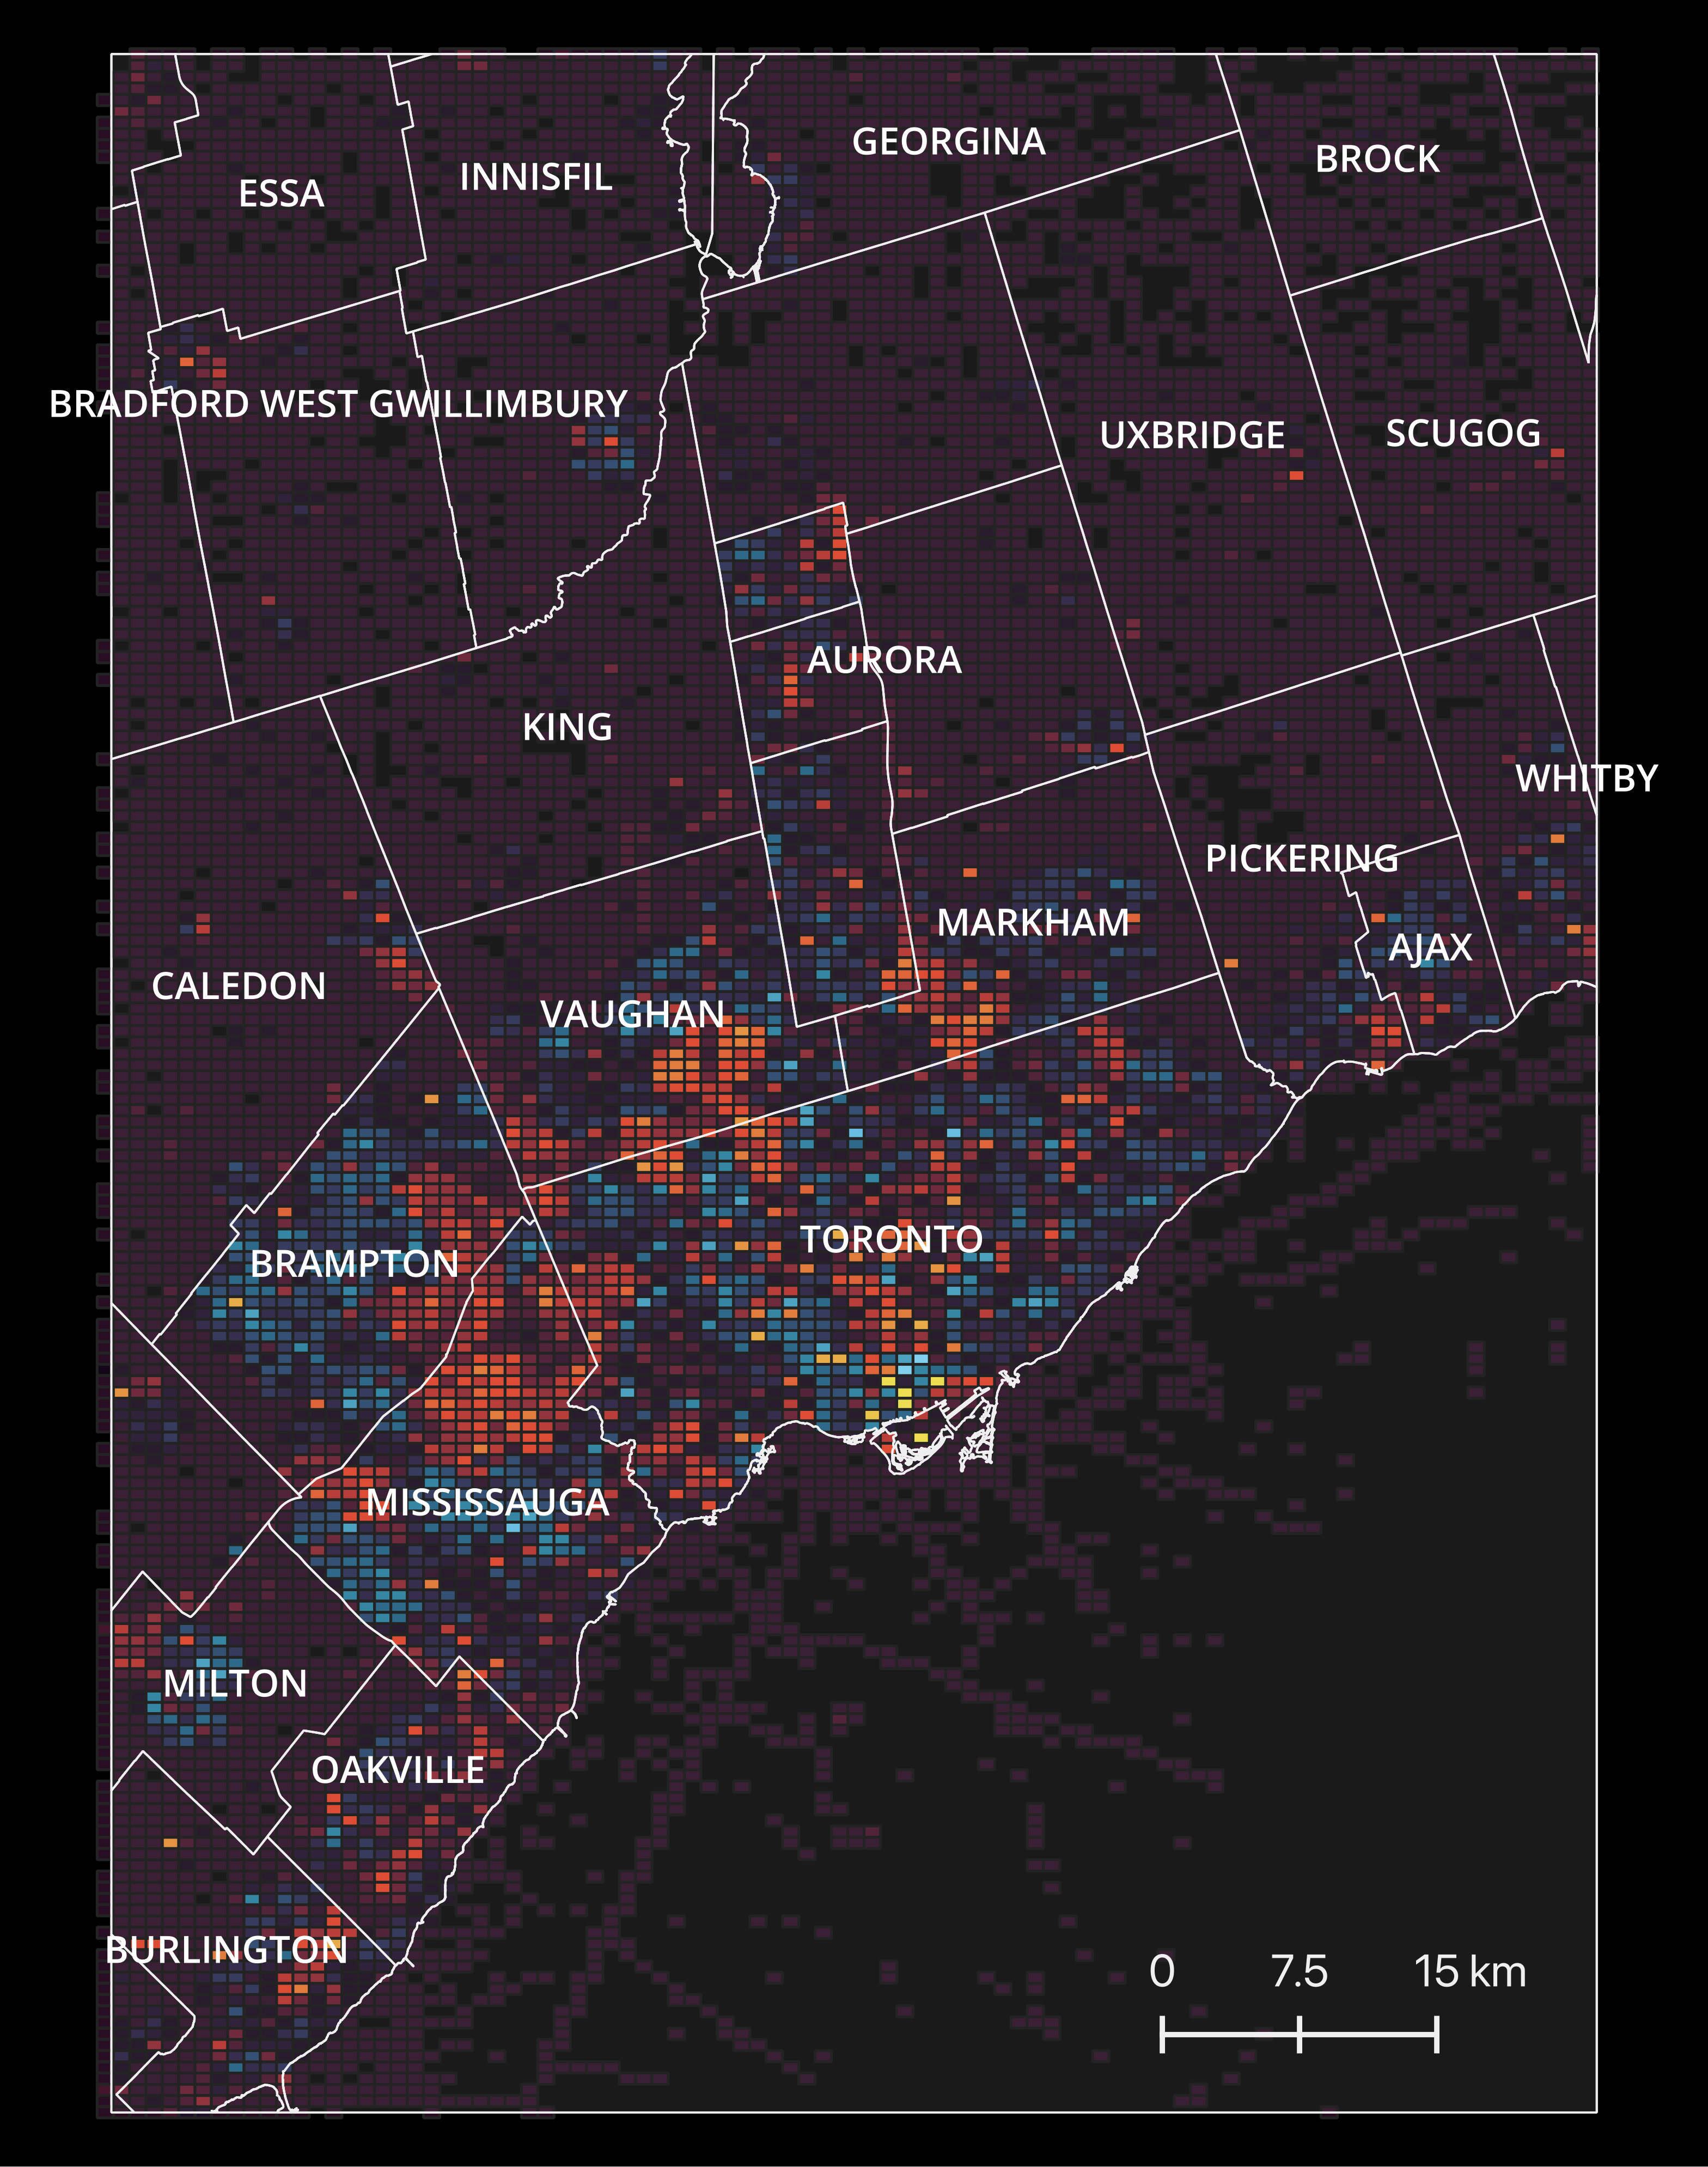 GEORGINA
BROCK
INNISFIL
ESSA
BRADFORD WEST GWILLIMBURY
UXBRIDGE
SCUGOG
AURORA
KING
WHITBY
PICKERING
MARKHAM
AJAX
CALEDON
VAUGHAN
TORONTO
BRAMPTON
MISSISSAUGA
MILTON
OAKVILLE
BURLINGTON
0 7.5 15 km